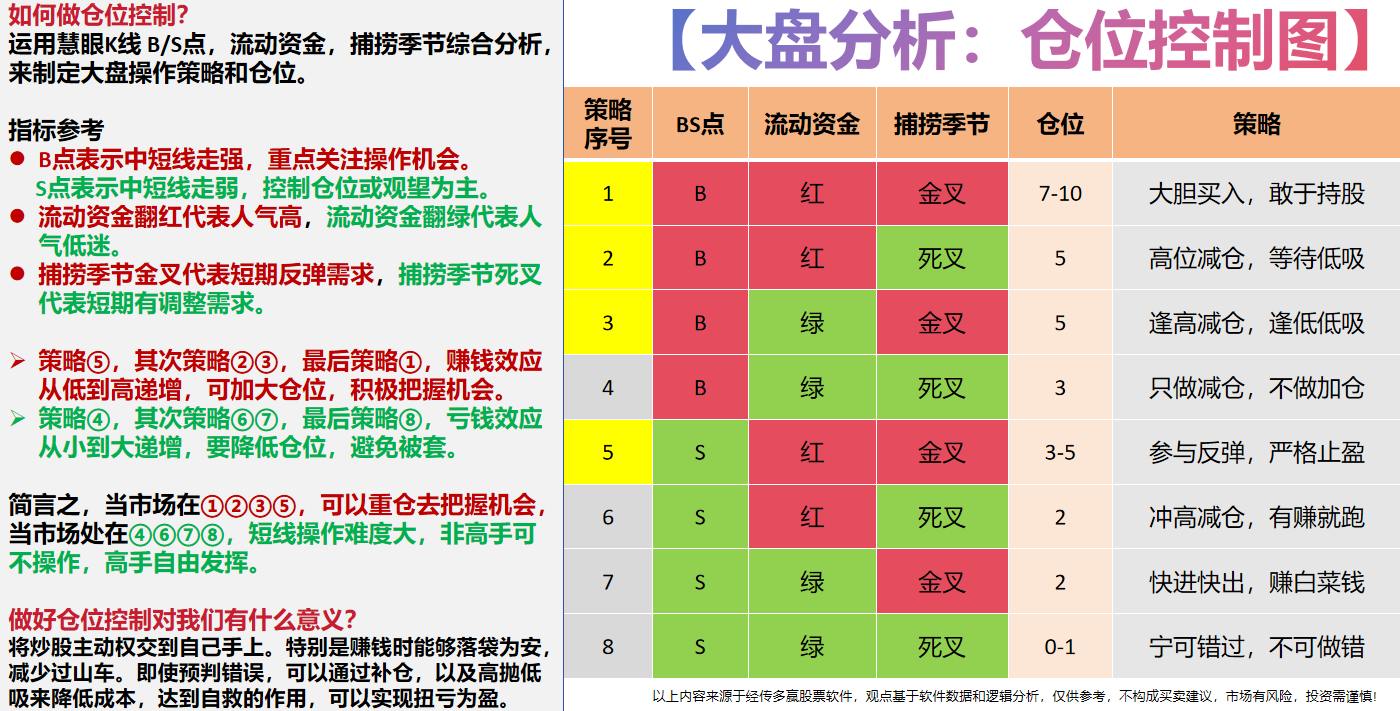 如何做仓位控制？
运用慧眼K线 B/S点，流动资金，捕捞季节综合分析，
来制定大盘操作策略和仓位。
指标参考
● B点表示中短线走强，重点关注操作机会。
S点表示中短线走弱，控制仓位或观望为主。
● 流动资金翻红代表人气高，流动资金翻绿代表人
气低迷。
● 捕捞季节金叉代表短期反弹需求，捕捞季节死叉
代表短期有调整需求。
➢ 策略⑤，其次策略②③，最后策略①，赚钱效应
从低到高递增，可加大仓位，积极把握机会。
➢ 策略④，其次策略⑥⑦，最后策略⑧，亏钱效应
从小到大递增，要降低仓位，避免被套。
简言之，当市场在①②③⑤，可以重仓去把握机会，
当市场处在④⑥⑦⑧，短线操作难度大，非高手可
不操作，高手自由发挥。
做好仓位控制对我们有什么意义？
将炒股主动权交到自己手上。特别是赚钱时能够落袋为安，
减少过山车。即使预判错误，可以通过补仓，以及高抛低
吸来降低成本，达到自救的作用，可以实现扭亏为盈。
【大盘分析：仓位控制图】
策略序号 BS点 流动资金 捕捞季节 仓位 策略
1 B 红 金叉 7-10 大胆买入，敢于持股
2 B 红 死叉 5 高位减仓，等待低吸
3 B 绿 金叉 5 逢高减仓，逢低低吸
4 B 绿 死叉 3 只做减仓，不做加仓
5 S 红 金叉 3-5 参与反弹，严格止盈
6 S 红 死叉 2 冲高减仓，有赚就跑
7 S 绿 金叉 2 快进快出，赚白菜钱
8 S 绿 死叉 0-1 宁可错过，不可做错
以上内容来源于经传多赢股票软件，观点基于软件数据和逻辑分析，仅供参考，不构成买卖建议，市场有风险，投资需谨慎！